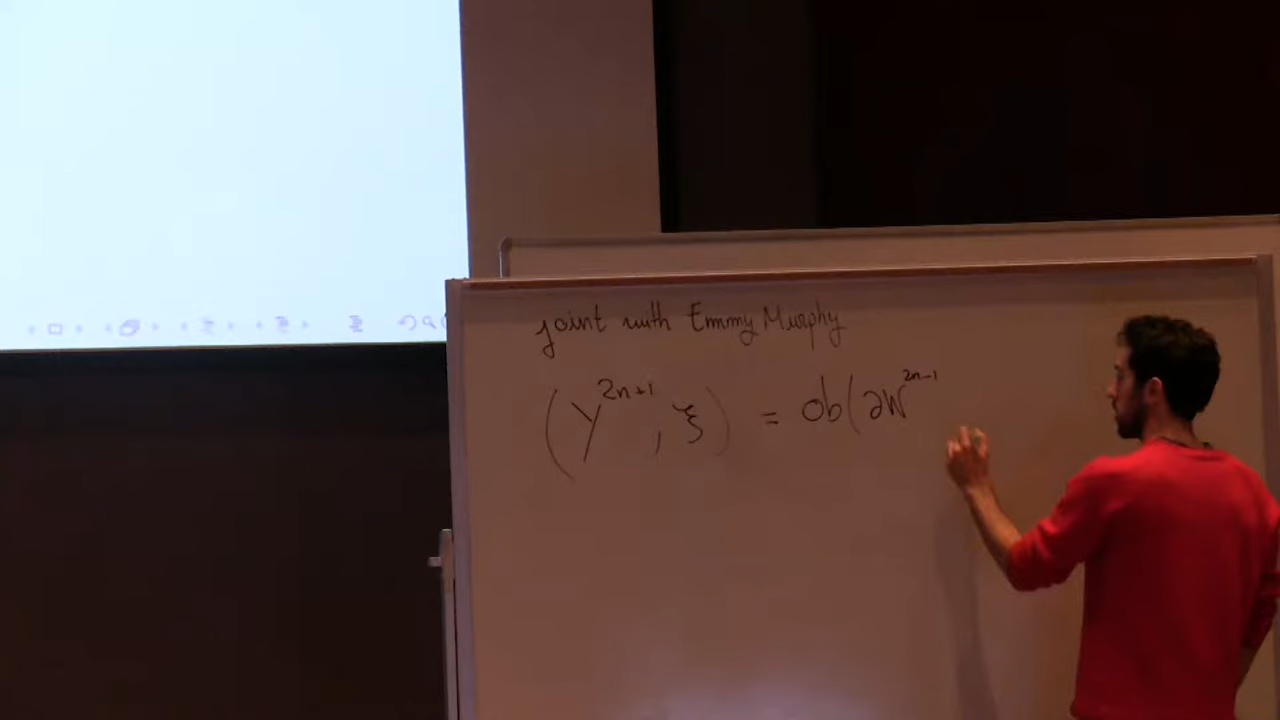 joint with Emmy Murphy
(Y^{2n+1}, ξ) = ob(∂W^{2n-1}